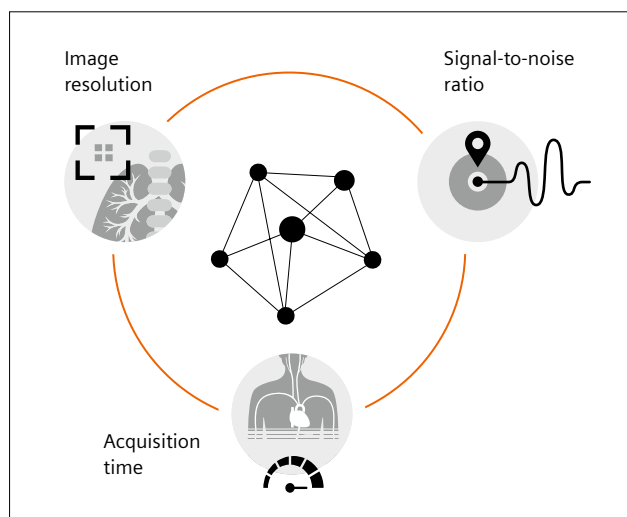 Image
resolution
Signal-to-noise
ratio
Acquisition
time